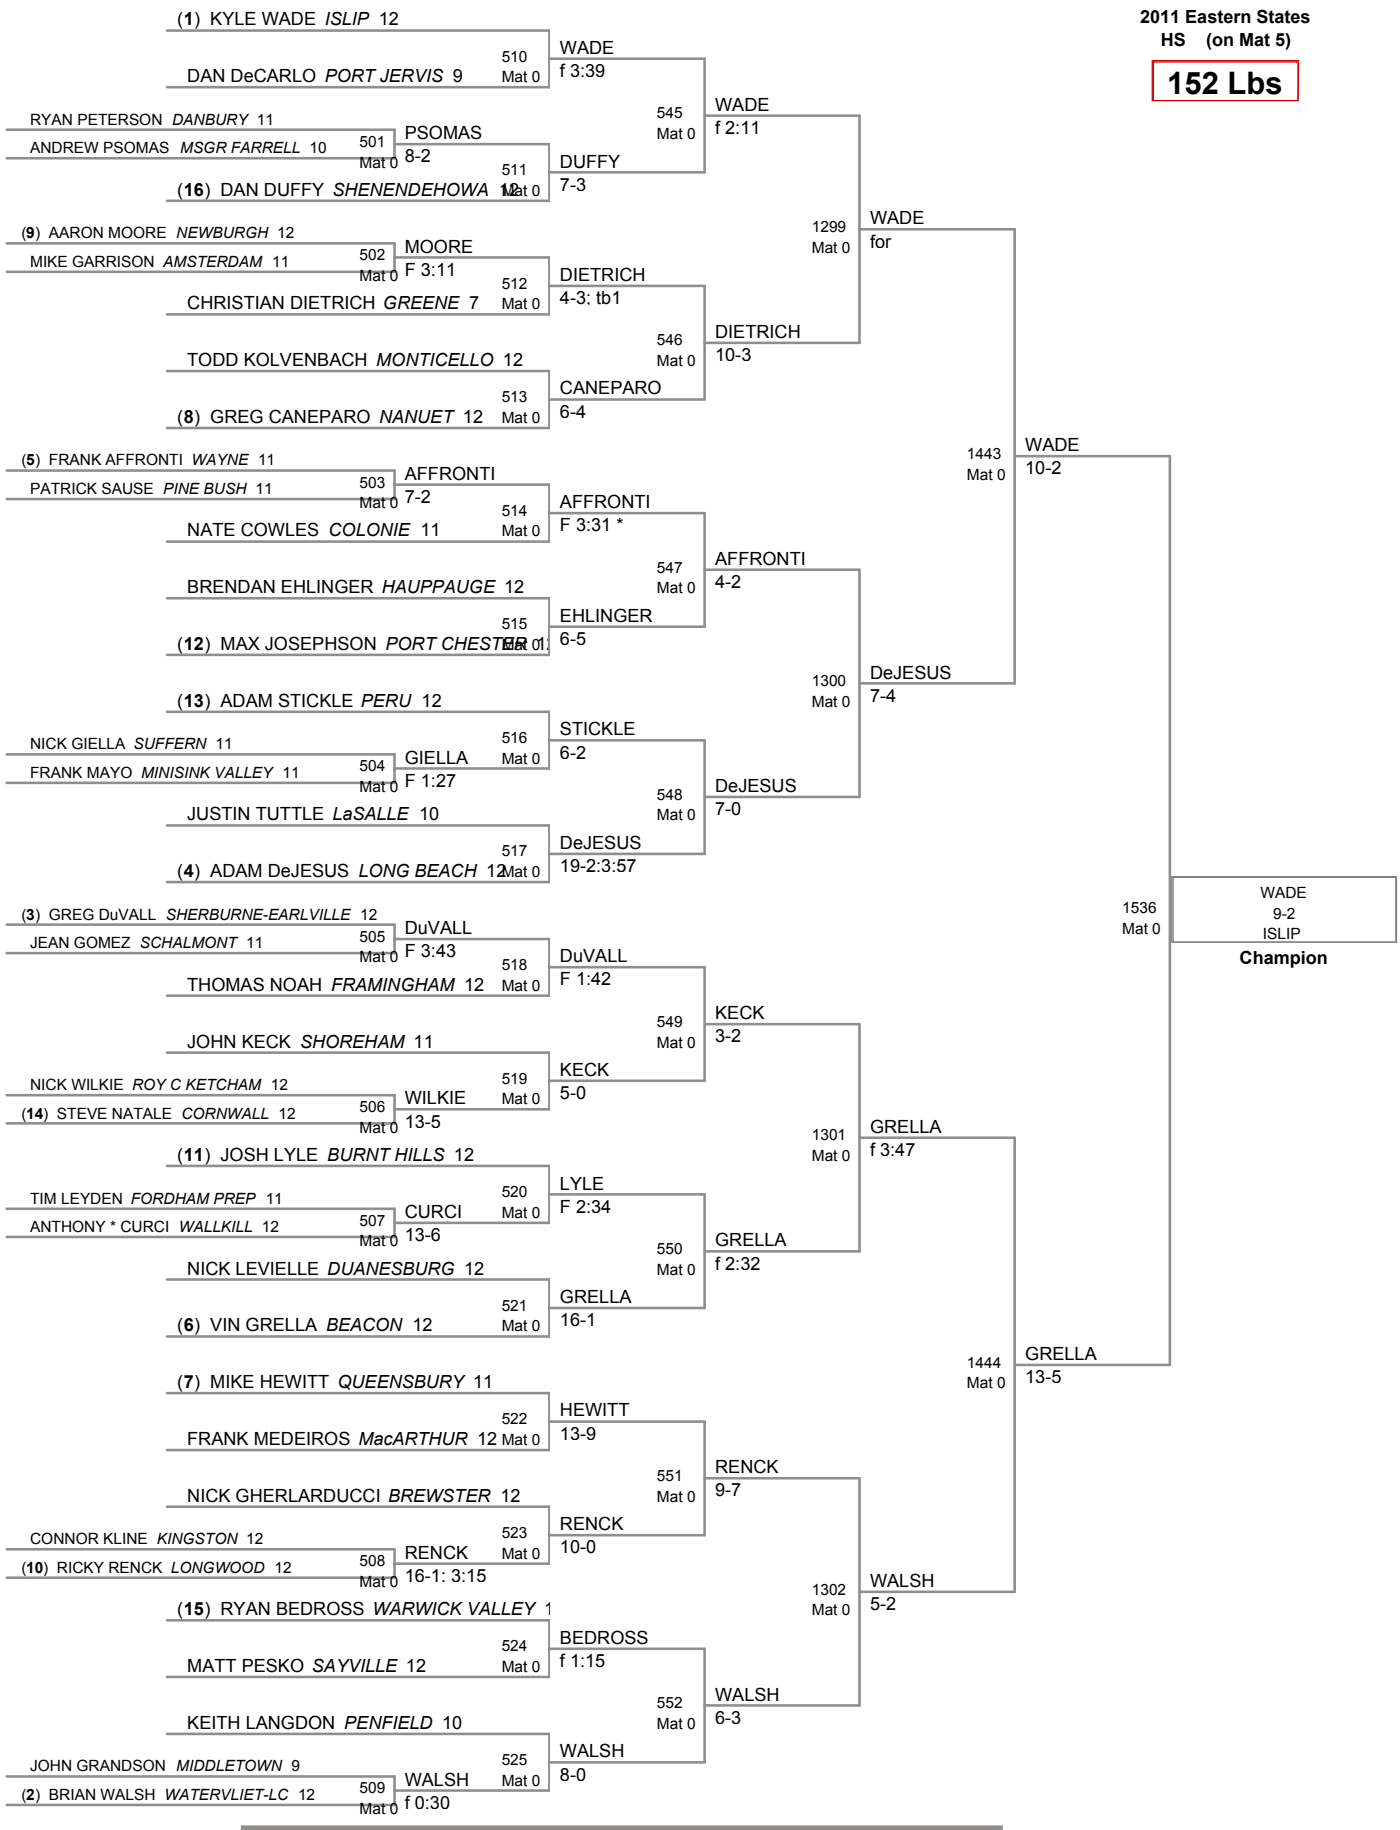 2011 Eastern States
HS (on Mat 5)
152 Lbs
(1) KYLE WADE ISLIP 12
510
Mat 0
WADE
f 3:39
DAN DeCARLO PORT JERVIS 9
545
Mat 0
WADE
f 2:11
RYAN PETERSON DANBURY 11
501
Mat 0
PSOMAS
8-2
ANDREW PSOMAS MSGR FARRELL 10
511
Mat 0
DUFFY
7-3
(16) DAN DUFFY SHENENDEHOWA 12
1299
Mat 0
WADE
for
(9) AARON MOORE NEWBURGH 12
502
Mat 0
MOORE
F 3:11
MIKE GARRISON AMSTERDAM 11
512
Mat 0
DIETRICH
4-3; tb1
CHRISTIAN DIETRICH GREENE 7
546
Mat 0
DIETRICH
10-3
TODD KOLVENBACH MONTICELLO 12
513
Mat 0
CANEPARO
6-4
(8) GREG CANEPARO NANUET 12
1443
Mat 0
WADE
10-2
(5) FRANK AFFRONTI WAYNE 11
503
Mat 0
AFFRONTI
7-2
PATRICK SAUSE PINE BUSH 11
514
Mat 0
AFFRONTI
F 3:31 *
NATE COWLES COLONIE 11
547
Mat 0
AFFRONTI
4-2
BRENDAN EHLINGER HAUPPAUGE 12
515
Mat 0
EHLINGER
6-5
(12) MAX JOSEPHSON PORT CHESTER
1300
Mat 0
DeJESUS
7-4
(13) ADAM STICKLE PERU 12
516
Mat 0
STICKLE
6-2
NICK GIELLA SUFFERN 11
504
Mat 0
GIELLA
F 1:27
FRANK MAYO MINISINK VALLEY 11
548
Mat 0
DeJESUS
7-0
JUSTIN TUTTLE LaSALLE 10
517
Mat 0
DeJESUS
19-2:3:57
(4) ADAM DeJESUS LONG BEACH 12
1536
Mat 0
WADE
9-2
ISLIP
Champion
(3) GREG DuVALL SHERBURNE-EARLVILLE 12
505
Mat 0
DuVALL
F 3:43
JEAN GOMEZ SCHALMONT 11
518
Mat 0
DuVALL
F 1:42
THOMAS NOAH FRAMINGHAM 12
549
Mat 0
KECK
3-2
JOHN KECK SHOREHAM 11
519
Mat 0
KECK
5-0
NICK WILKIE ROY C KETCHAM 12
506
Mat 0
WILKIE
13-5
(14) STEVE NATALE CORNWALL 12
1301
Mat 0
GRELLA
f 3:47
(11) JOSH LYLE BURNT HILLS 12
520
Mat 0
LYLE
F 2:34
TIM LEYDEN FORDHAM PREP 11
507
Mat 0
CURCI
13-6
ANTHONY * CURCI WALLKILL 12
550
Mat 0
GRELLA
f 2:32
NICK LEVIELLE DUANESBURG 12
521
Mat 0
GRELLA
16-1
(6) VIN GRELLA BEACON 12
1444
Mat 0
GRELLA
13-5
(7) MIKE HEWITT QUEENSBURY 11
522
Mat 0
HEWITT
13-9
FRANK MEDEIROS MacARTHUR 12
551
Mat 0
RENCK
9-7
NICK GHERLARDUCCI BREWSTER 12
523
Mat 0
RENCK
10-0
CONNOR KLINE KINGSTON 12
508
Mat 0
RENCK
16-1: 3:15
(10) RICKY RENCK LONGWOOD 12
1302
Mat 0
WALSH
5-2
(15) RYAN BEDROSS WARWICK VALLEY 1
524
Mat 0
BEDROSS
f 1:15
MATT PESKO SAYVILLE 12
552
Mat 0
WALSH
6-3
KEITH LANGDON PENFIELD 10
525
Mat 0
WALSH
8-0
JOHN GRANDSON MIDDLETOWN 9
509
Mat 0
WALSH
f 0:30
(2) BRIAN WALSH WATERVLIET-LC 12